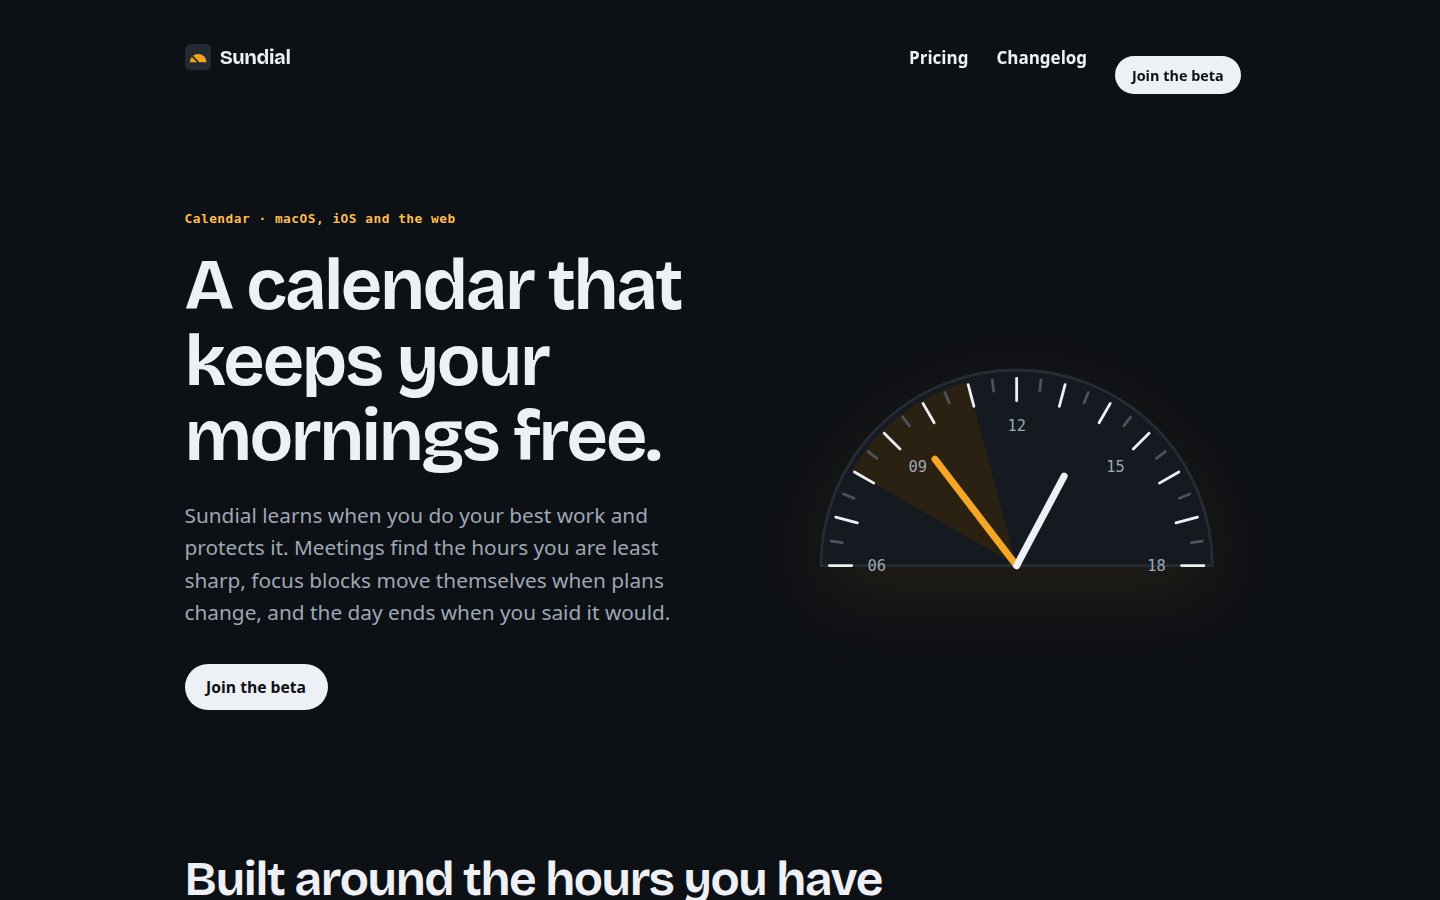 Sundial
Pricing
Changelog
Join the beta
Calendar · macOS, iOS and the web
A calendar that
keeps your
mornings free.
Sundial learns when you do your best work and
protects it. Meetings find the hours you are least
sharp, focus blocks move themselves when plans
change, and the day ends when you said it would.
Join the beta
12
09
15
06
18
Built around the hours you have